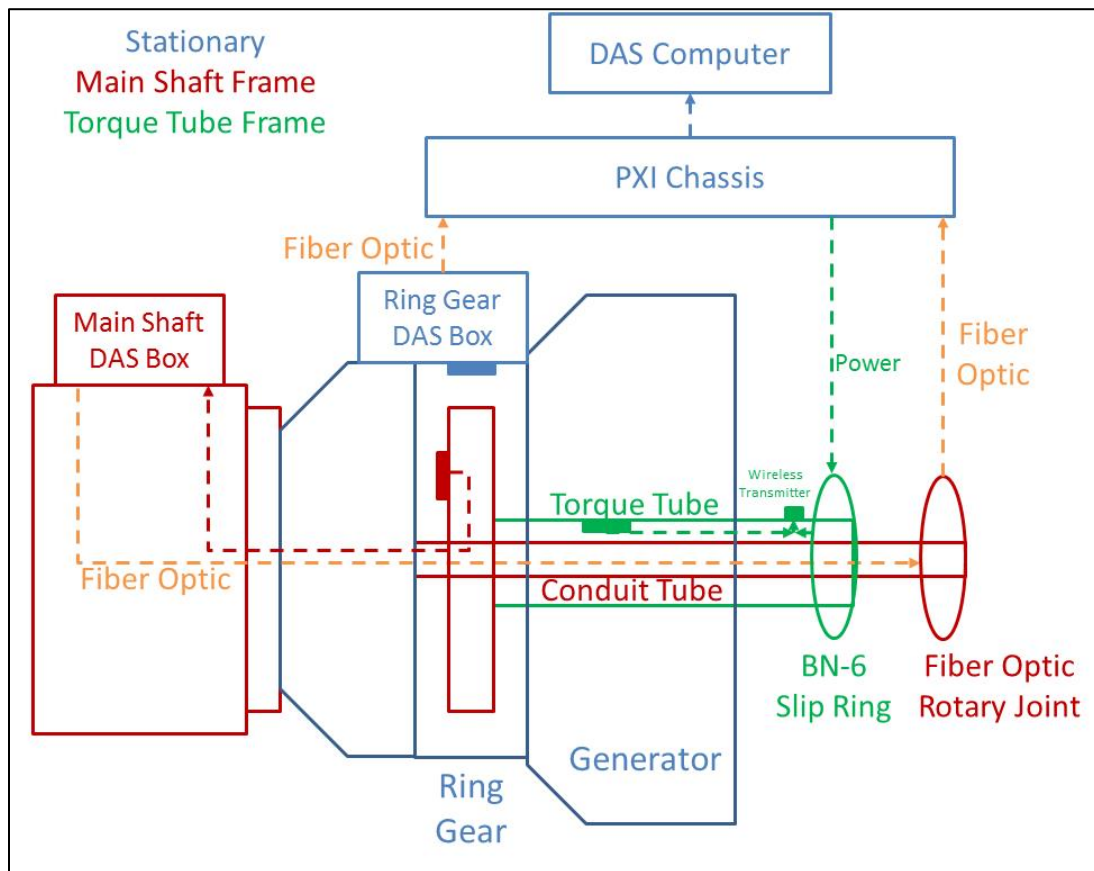 Stationary
Main Shaft Frame
Torque Tube Frame
DAS Computer
PXI Chassis
Fiber Optic
Ring Gear
DAS Box
Main Shaft
DAS Box
Power
Fiber
Optic
Wireless
Transmitter
Torque Tube
Fiber Optic
Conduit Tube
BN-6
Slip Ring
Fiber Optic
Rotary Joint
Generator
Ring
Gear